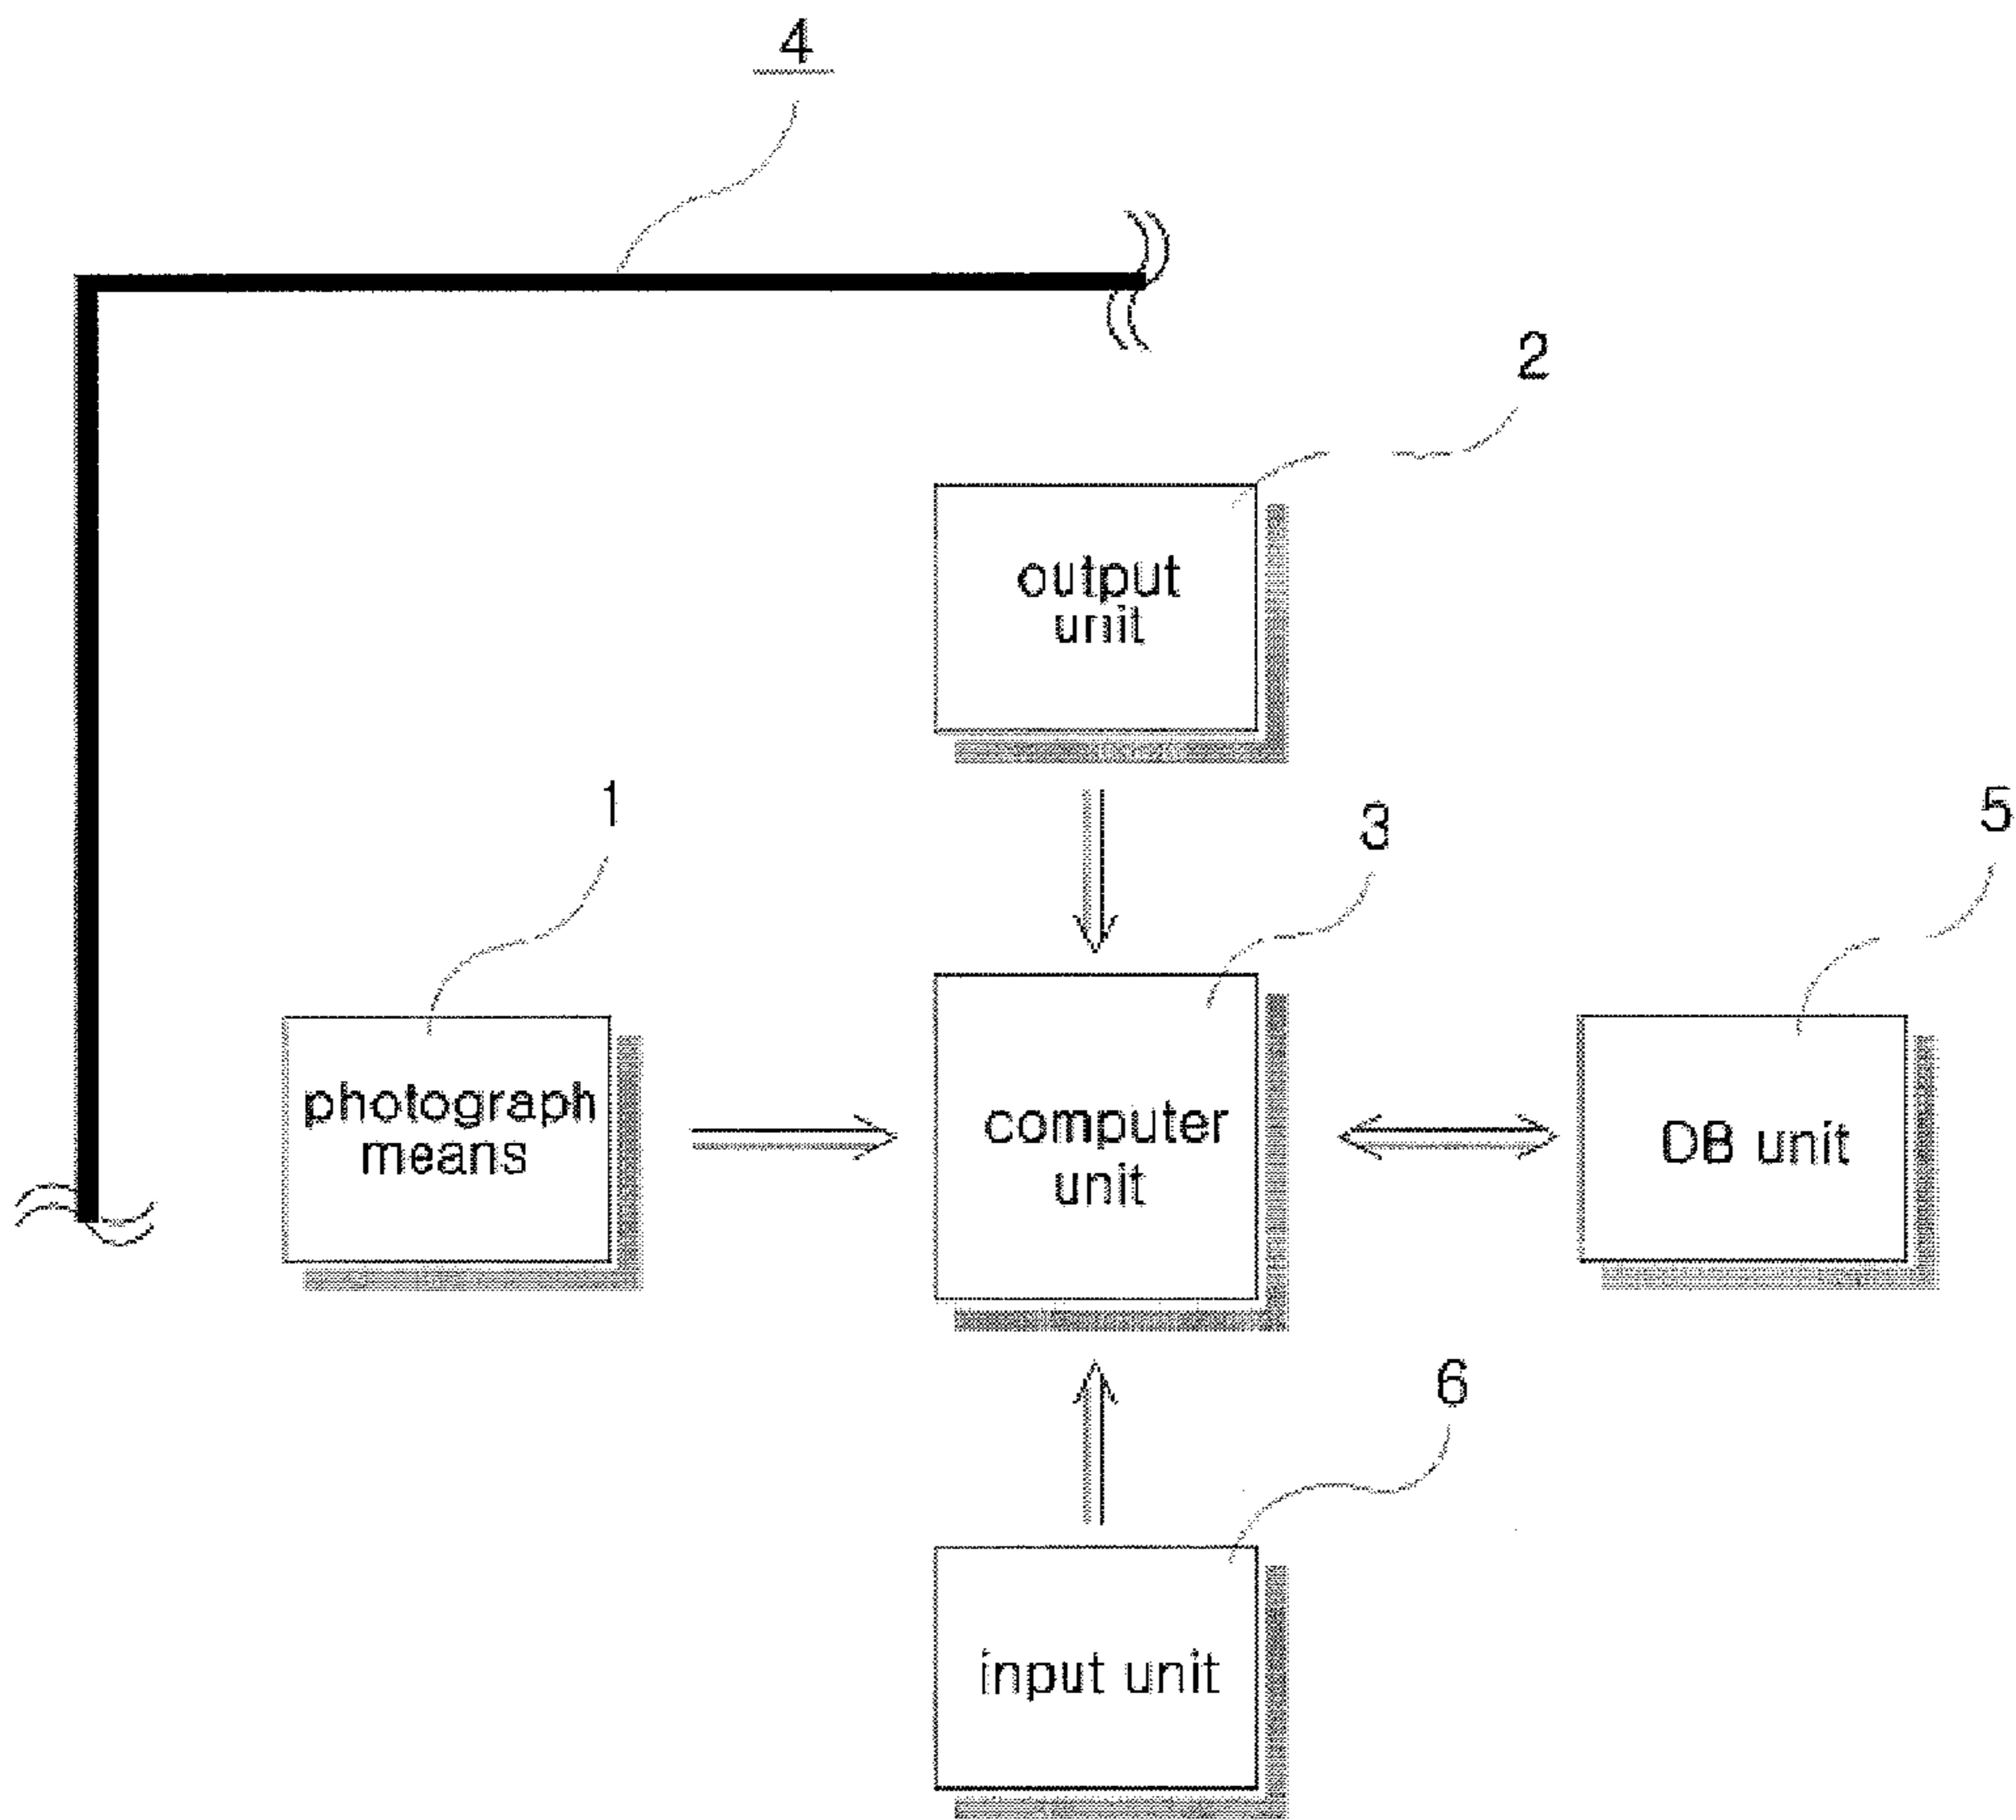 4
2
output
unit
1
3
5
photograph
means
computer
unit
DB unit
6
input unit